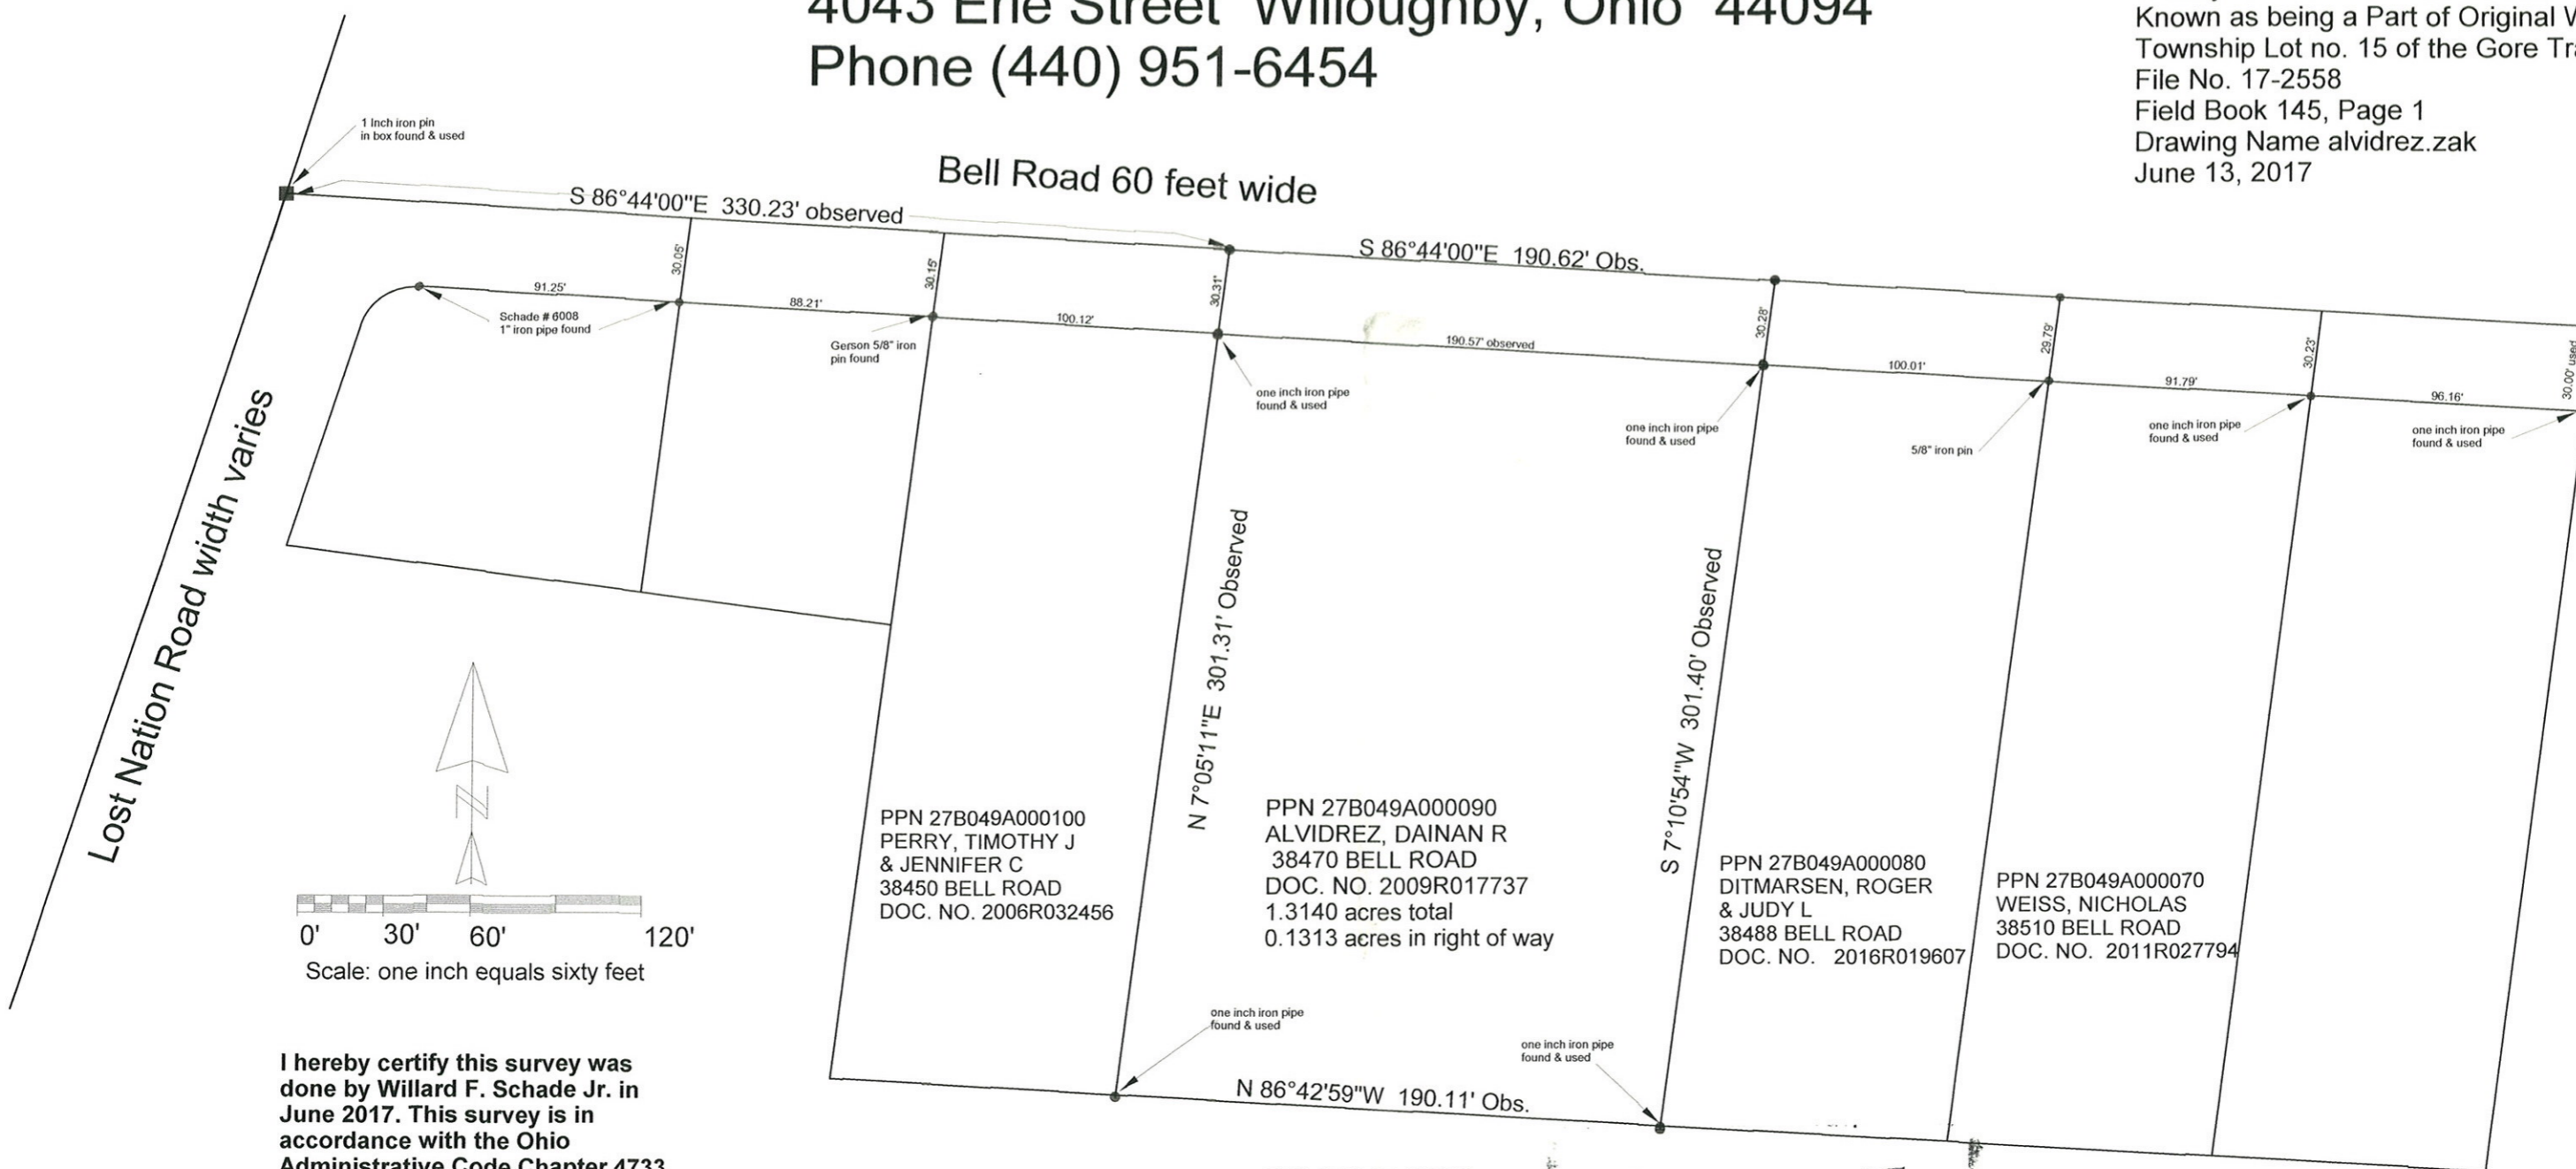 4043 Erie Street Willoughby, Ohio 44094
Phone (440) 951-6454
Known as being a Part of Original
Township Lot no. 15 of the Gore
File No. 17-2558
Field Book 145, Page 1
Drawing Name alvidrez.zak
June 13, 2017
1 Inch iron pin
in box found & used
Bell Road 60 feet wide
S 86°44'00"E 330.23' observed
S 86°44'00"E 190.62' Obs.
30.05'
30.15'
30.31'
30.28'
29.79'
30.23'
30.00' used
91.25'
88.21'
100.12'
190.57' observed
100.01'
91.79'
96.16'
Schade # 6008
1" iron pipe found
Gerson 5/8" iron
pin found
one inch iron pipe
found & used
one inch iron pipe
found & used
5/8" iron pin
one inch iron pipe
found & used
one inch iron pipe
found & used
Lost Nation Road width varies
N 7°05'11"E 301.31' Observed
S 7°10'54"W 301.40' Observed
N
0' 30' 60' 120'
Scale: one inch equals sixty feet
PPN 27B049A000100
PERRY, TIMOTHY J
& JENNIFER C
38450 BELL ROAD
DOC. NO. 2006R032456
PPN 27B049A000090
ALVIDREZ, DAINAN R
38470 BELL ROAD
DOC. NO. 2009R017737
1.3140 acres total
0.1313 acres in right of way
PPN 27B049A000080
DITMARSEN, ROGER
& JUDY L
38488 BELL ROAD
DOC. NO. 2016R019607
PPN 27B049A000070
WEISS, NICHOLAS
38510 BELL ROAD
DOC. NO. 2011R027794
one inch iron pipe
found & used
one inch iron pipe
found & used
N 86°42'59"W 190.11' Obs.
I hereby certify this survey was
done by Willard F. Schade Jr. in
June 2017. This survey is in
accordance with the Ohio
Administrative Code Chapter 4733